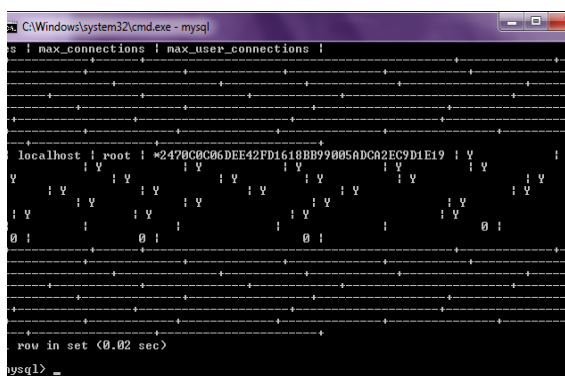 C:\Windows\system32\cmd.exe - mysql
s | max_connections | max_user_connections |
localhost | root | *2470C0C06DEE42FD1618BB99005ADCA2EC9D1E19 | Y |
| Y | Y | Y | Y | Y
Y | Y | Y | Y | Y | Y
| Y | Y | Y | Y | Y
| Y | Y | Y | Y
| Y | Y | Y | Y
| | | | 0 |
0 | 0 | 0 |
row in set (0.02 sec)
mysql> _